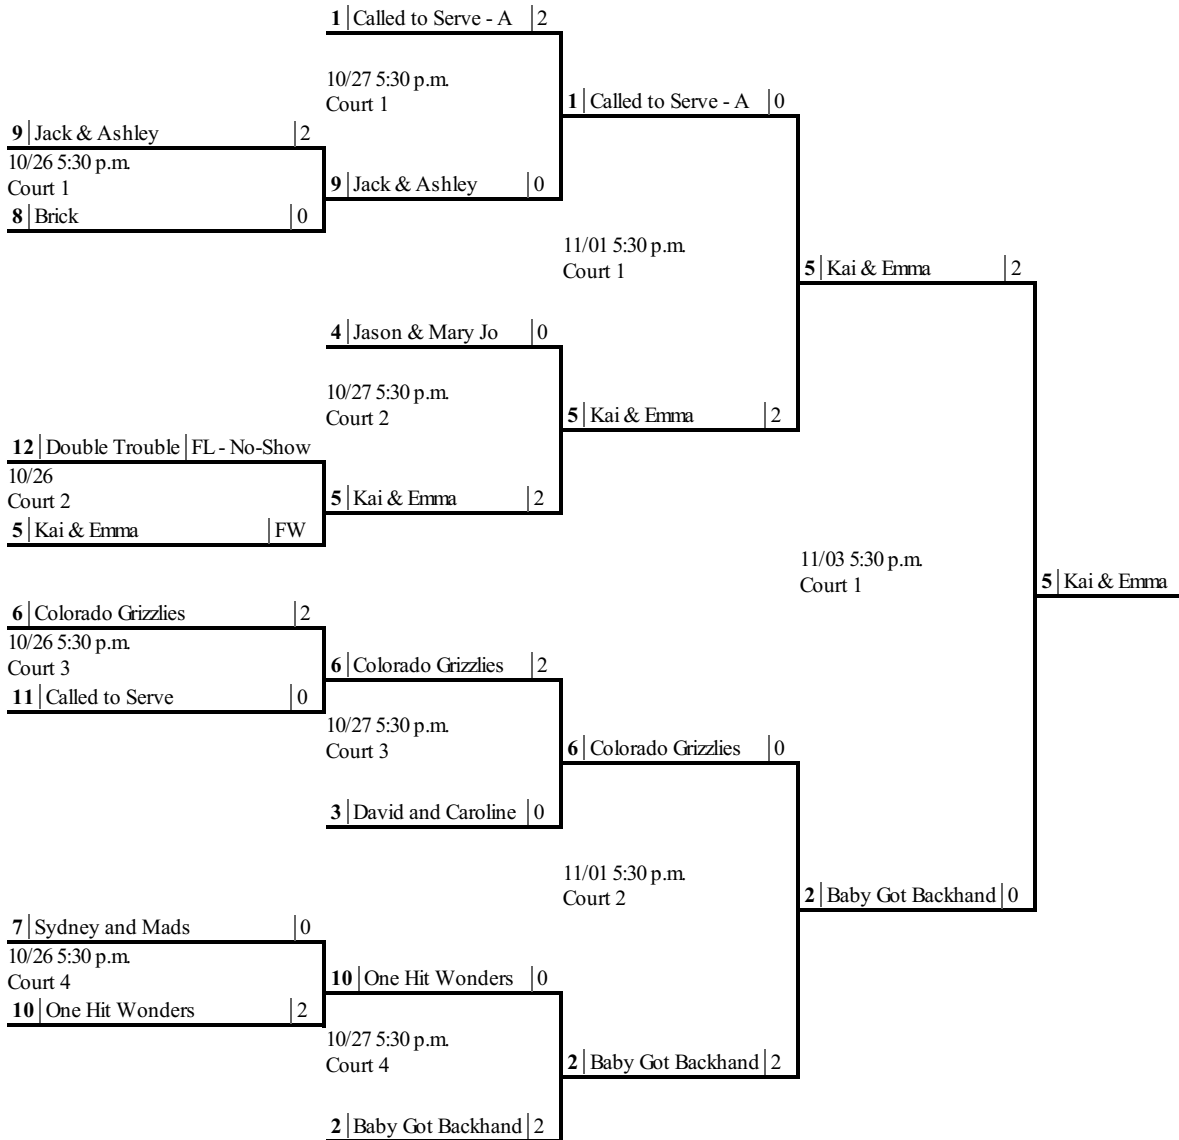 1 Called to Serve - A 2
10/27 5:30 p.m.
Court 1
1 Called to Serve - A 0
9 Jack & Ashley 2
10/26 5:30 p.m.
Court 1
9 Jack & Ashley 0
8 Brick 0
11/01 5:30 p.m.
Court 1
5 Kai & Emma 2
4 Jason & Mary Jo 0
10/27 5:30 p.m.
Court 2
5 Kai & Emma 2
12 Double Trouble FL - No-Show
10/26
Court 2
5 Kai & Emma 2
5 Kai & Emma FW
11/03 5:30 p.m.
Court 1
5 Kai & Emma
6 Colorado Grizzlies 2
10/26 5:30 p.m.
Court 3
6 Colorado Grizzlies 2
11 Called to Serve 0
10/27 5:30 p.m.
Court 3
6 Colorado Grizzlies 0
3 David and Caroline 0
11/01 5:30 p.m.
Court 2
2 Baby Got Backhand 0
7 Sydney and Mads 0
10/26 5:30 p.m.
Court 4
10 One Hit Wonders 0
10 One Hit Wonders 2
10/27 5:30 p.m.
Court 4
2 Baby Got Backhand 2
2 Baby Got Backhand 2